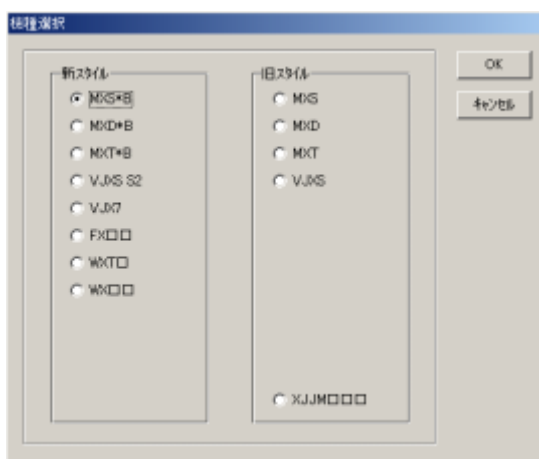 機種選択
新スタイル
MXS*B
MXD*B
MXT*B
VJXS S2
VJX7
FX□□
WXT□
WX□□
旧スタイル
MXS
MXD
MXT
VJXS
XJJM□□□
OK
キャンセル